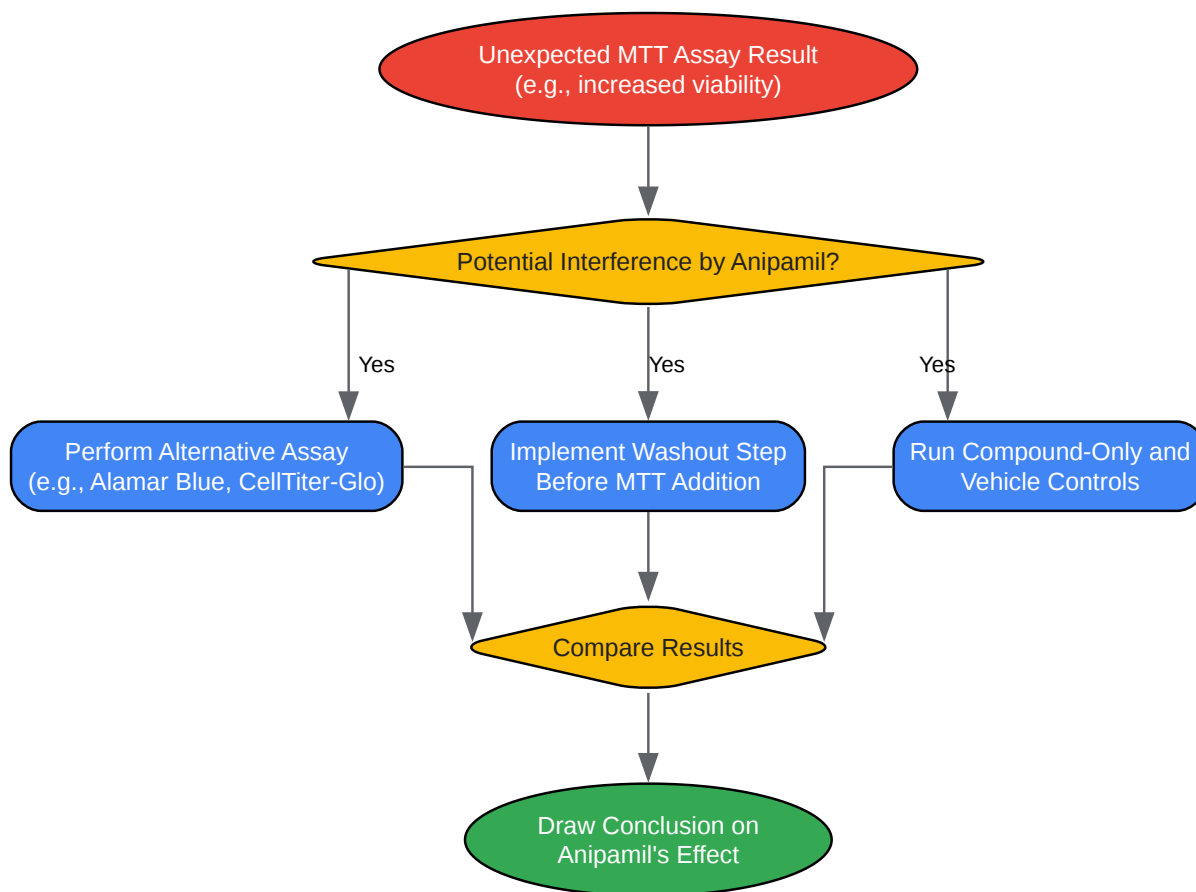 Unexpected MTT Assay Result
(e.g., increased viability)
Potential Interference by Anipamil?
Yes
Yes
Yes
Perform Alternative Assay
(e.g., Alamar Blue, CellTiter-Glo)
Implement Washout Step
Before MTT Addition
Run Compound-Only and
Vehicle Controls
Compare Results
Draw Conclusion on
Anipamil's Effect